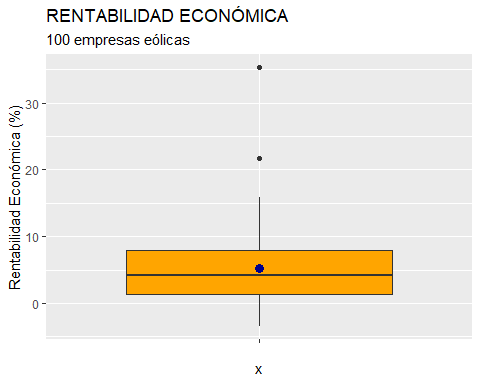 RENTABILIDAD ECONÓMICA
100 empresas eólicas
Rentabilidad Económica (%)
30
20
10
0
x